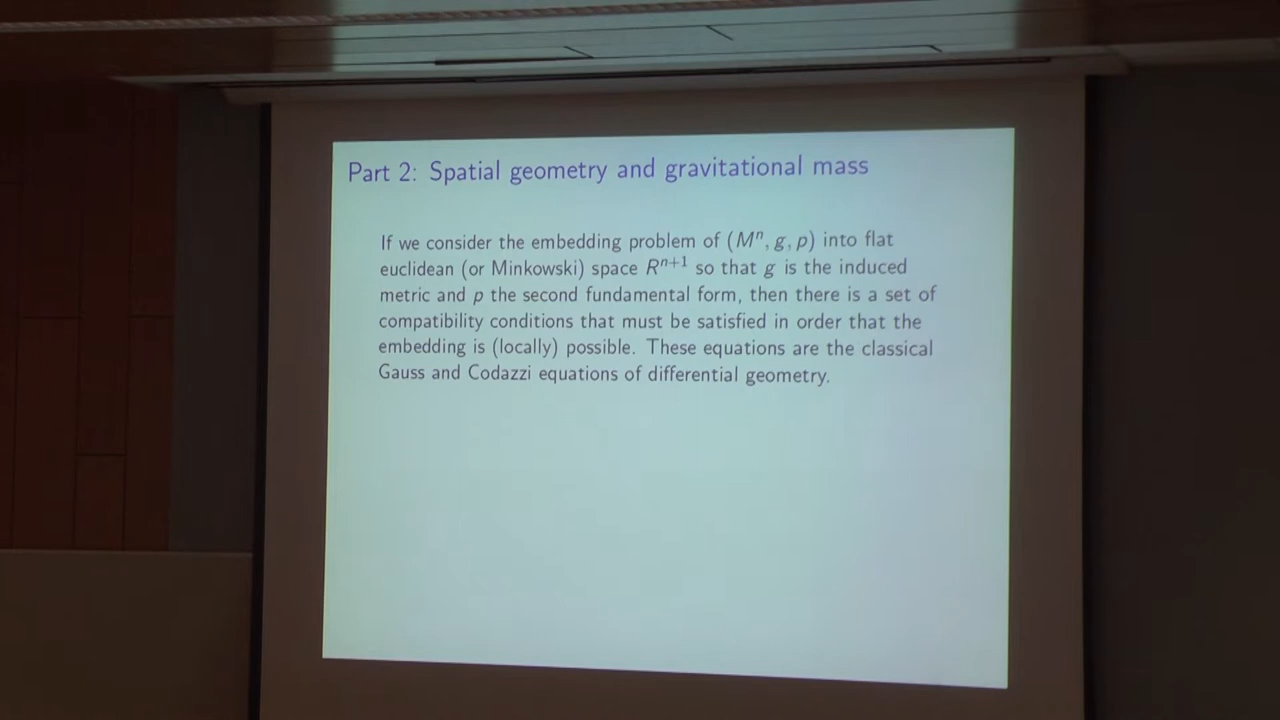 Part 2: Spatial geometry and gravitational mass
If we consider the embedding problem of (Mⁿ, g, p) into flat
euclidean (or Minkowski) space Rⁿ⁺¹ so that g is the induced
metric and p the second fundamental form, then there is a set of
compatibility conditions that must be satisfied in order that the
embedding is (locally) possible. These equations are the classical
Gauss and Codazzi equations of differential geometry.